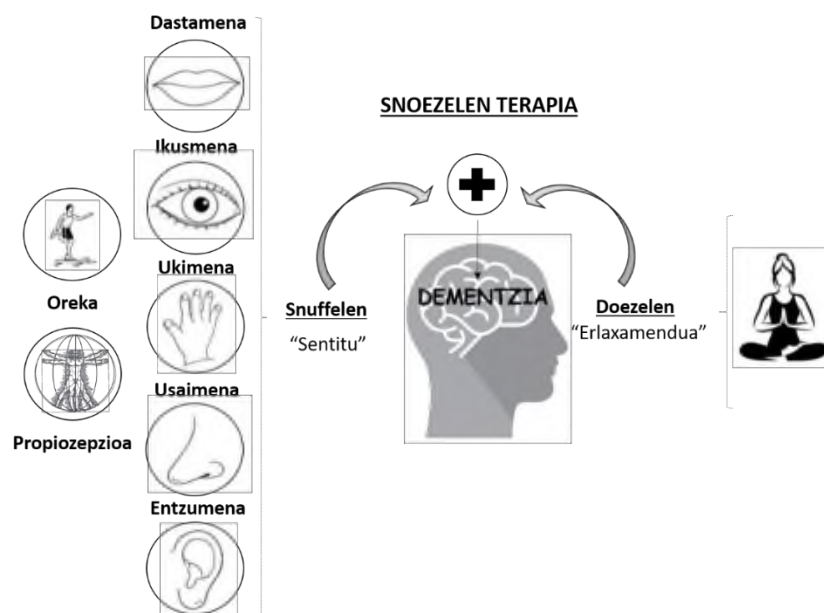 Dastamena
SNOEZELEN TERAPIA
Ikusmena
Oreka
Ukimena
Snuffelen
“Sentitu”
DEMENTZIA
Doezelen
“Erlaxamendua”
Usaimena
Propiozepzioa
Entzumena